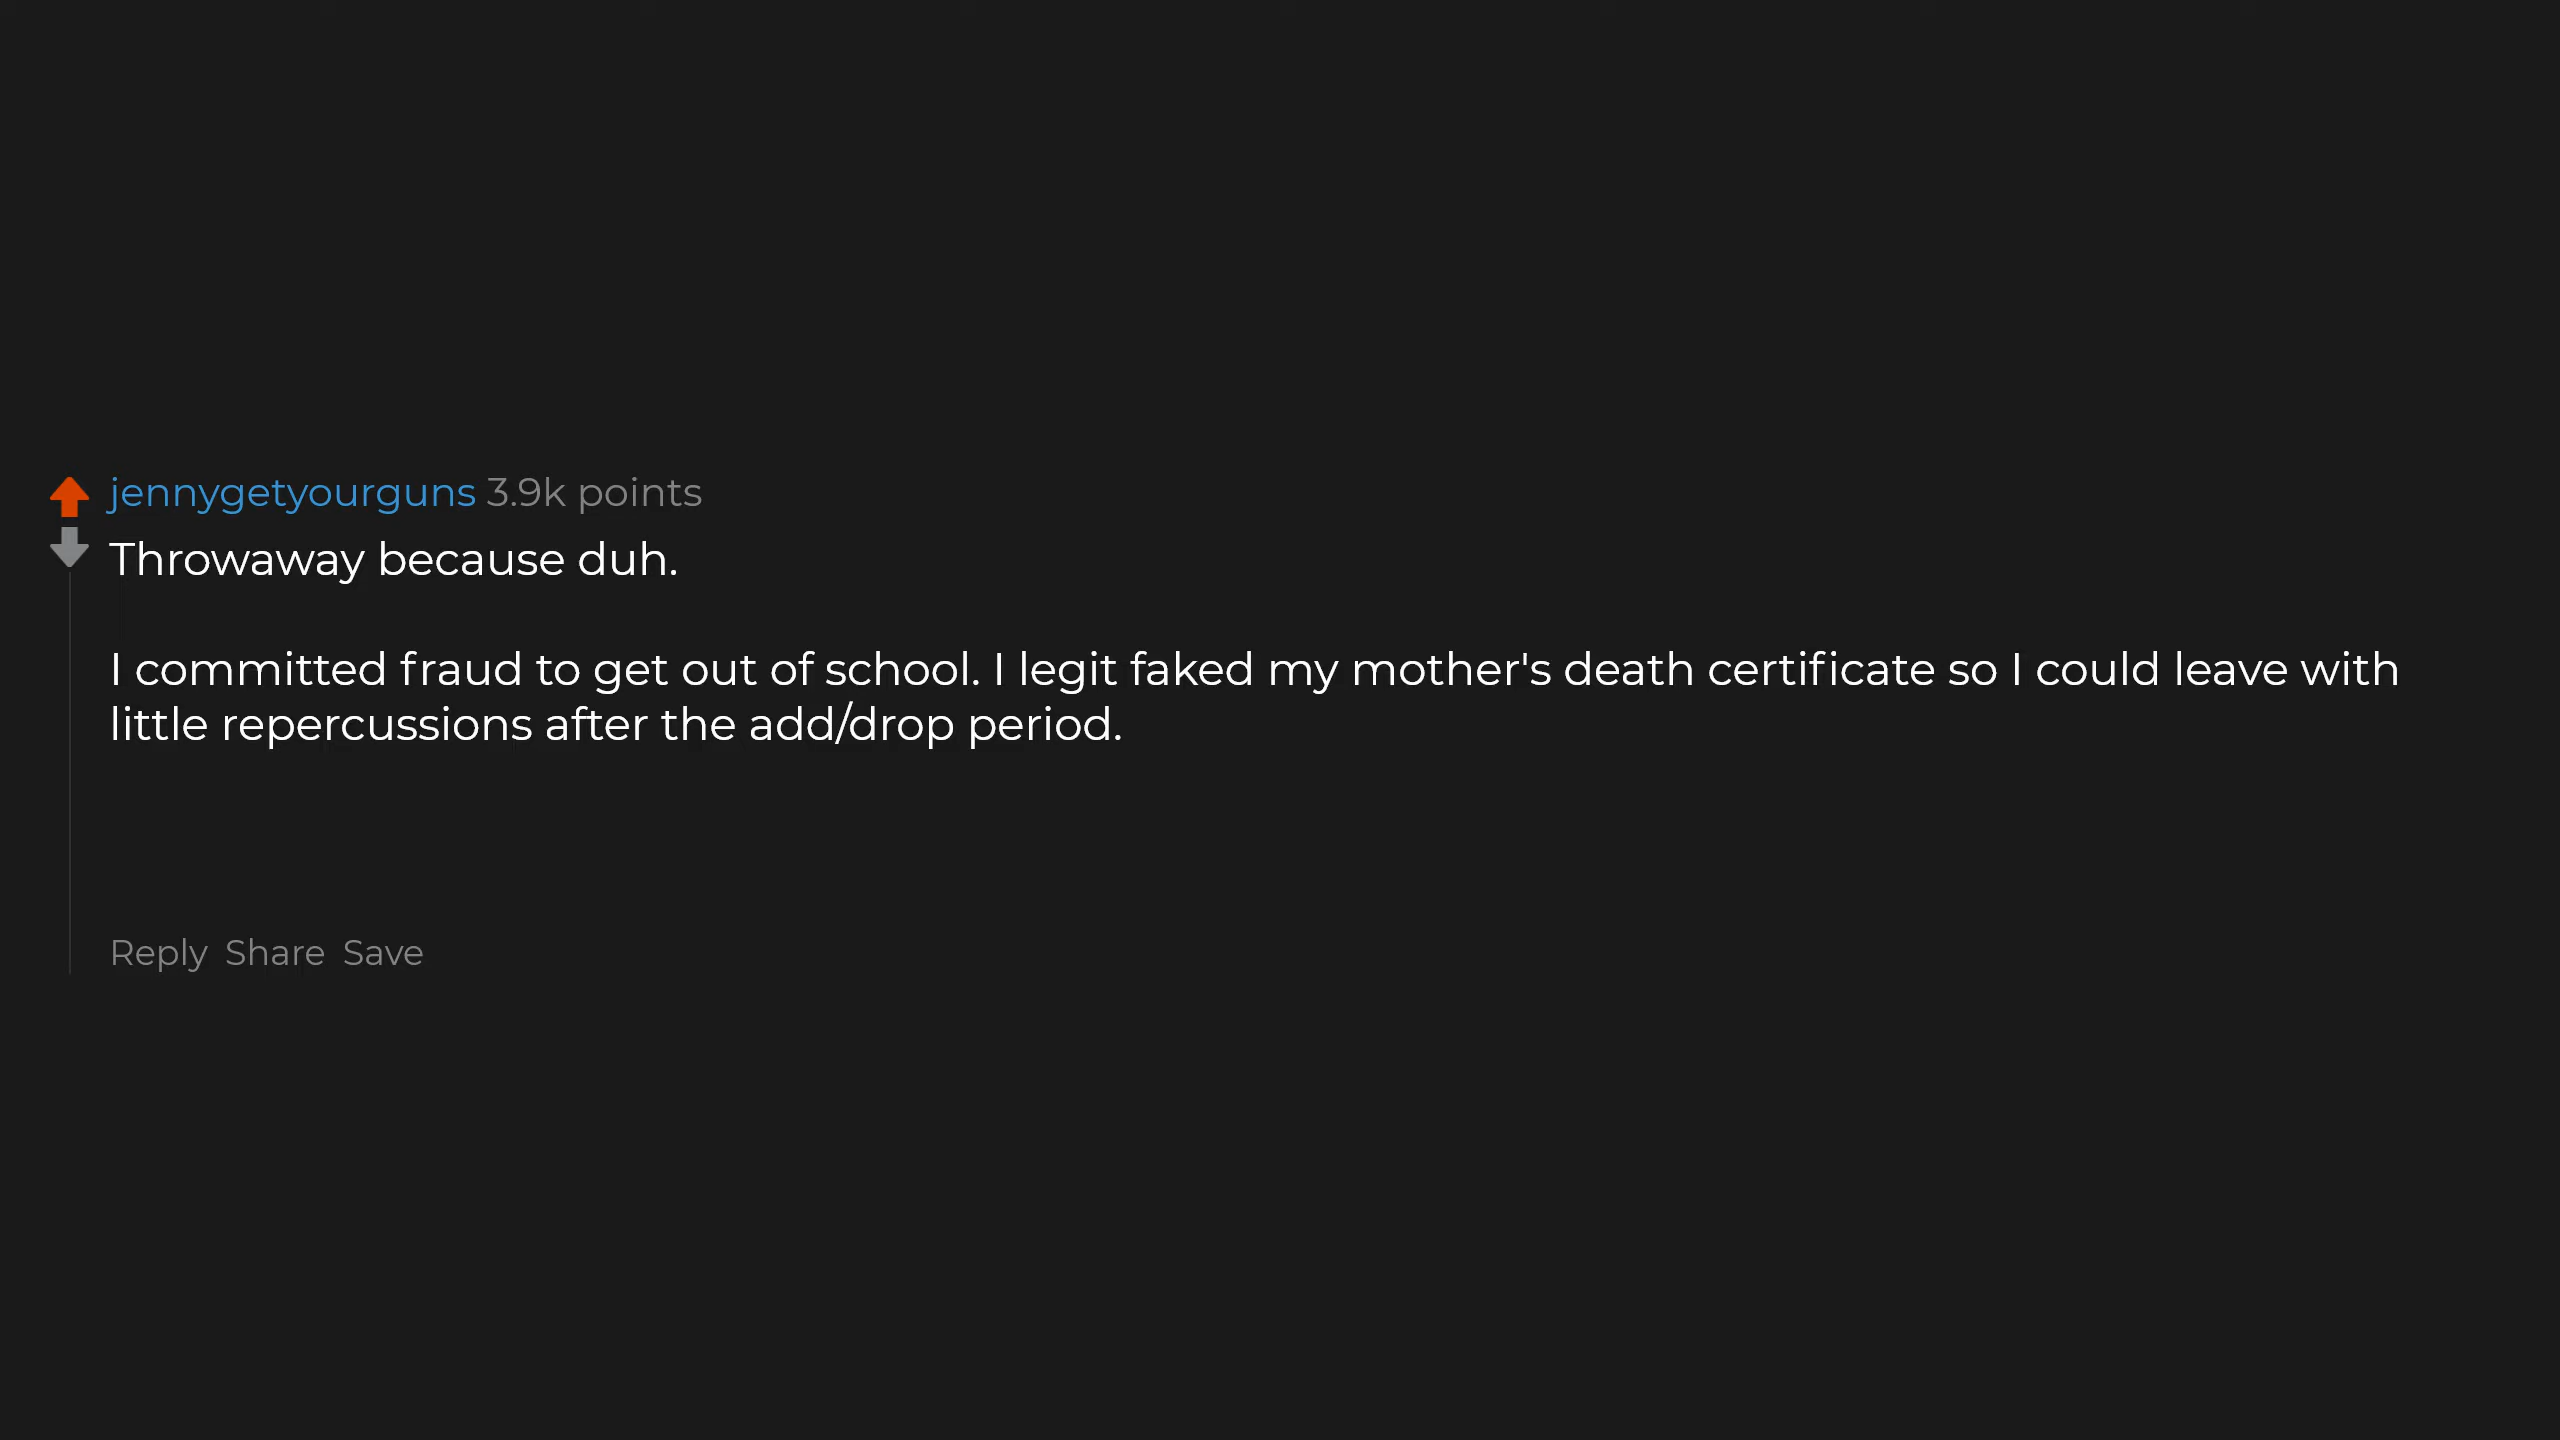 jennygetyourguns 3.9k points
Throwaway because duh.
I committed fraud to get out of school. I legit faked my mother's death certificate so I could leave with
little repercussions after the add/drop period.
Reply Share Save